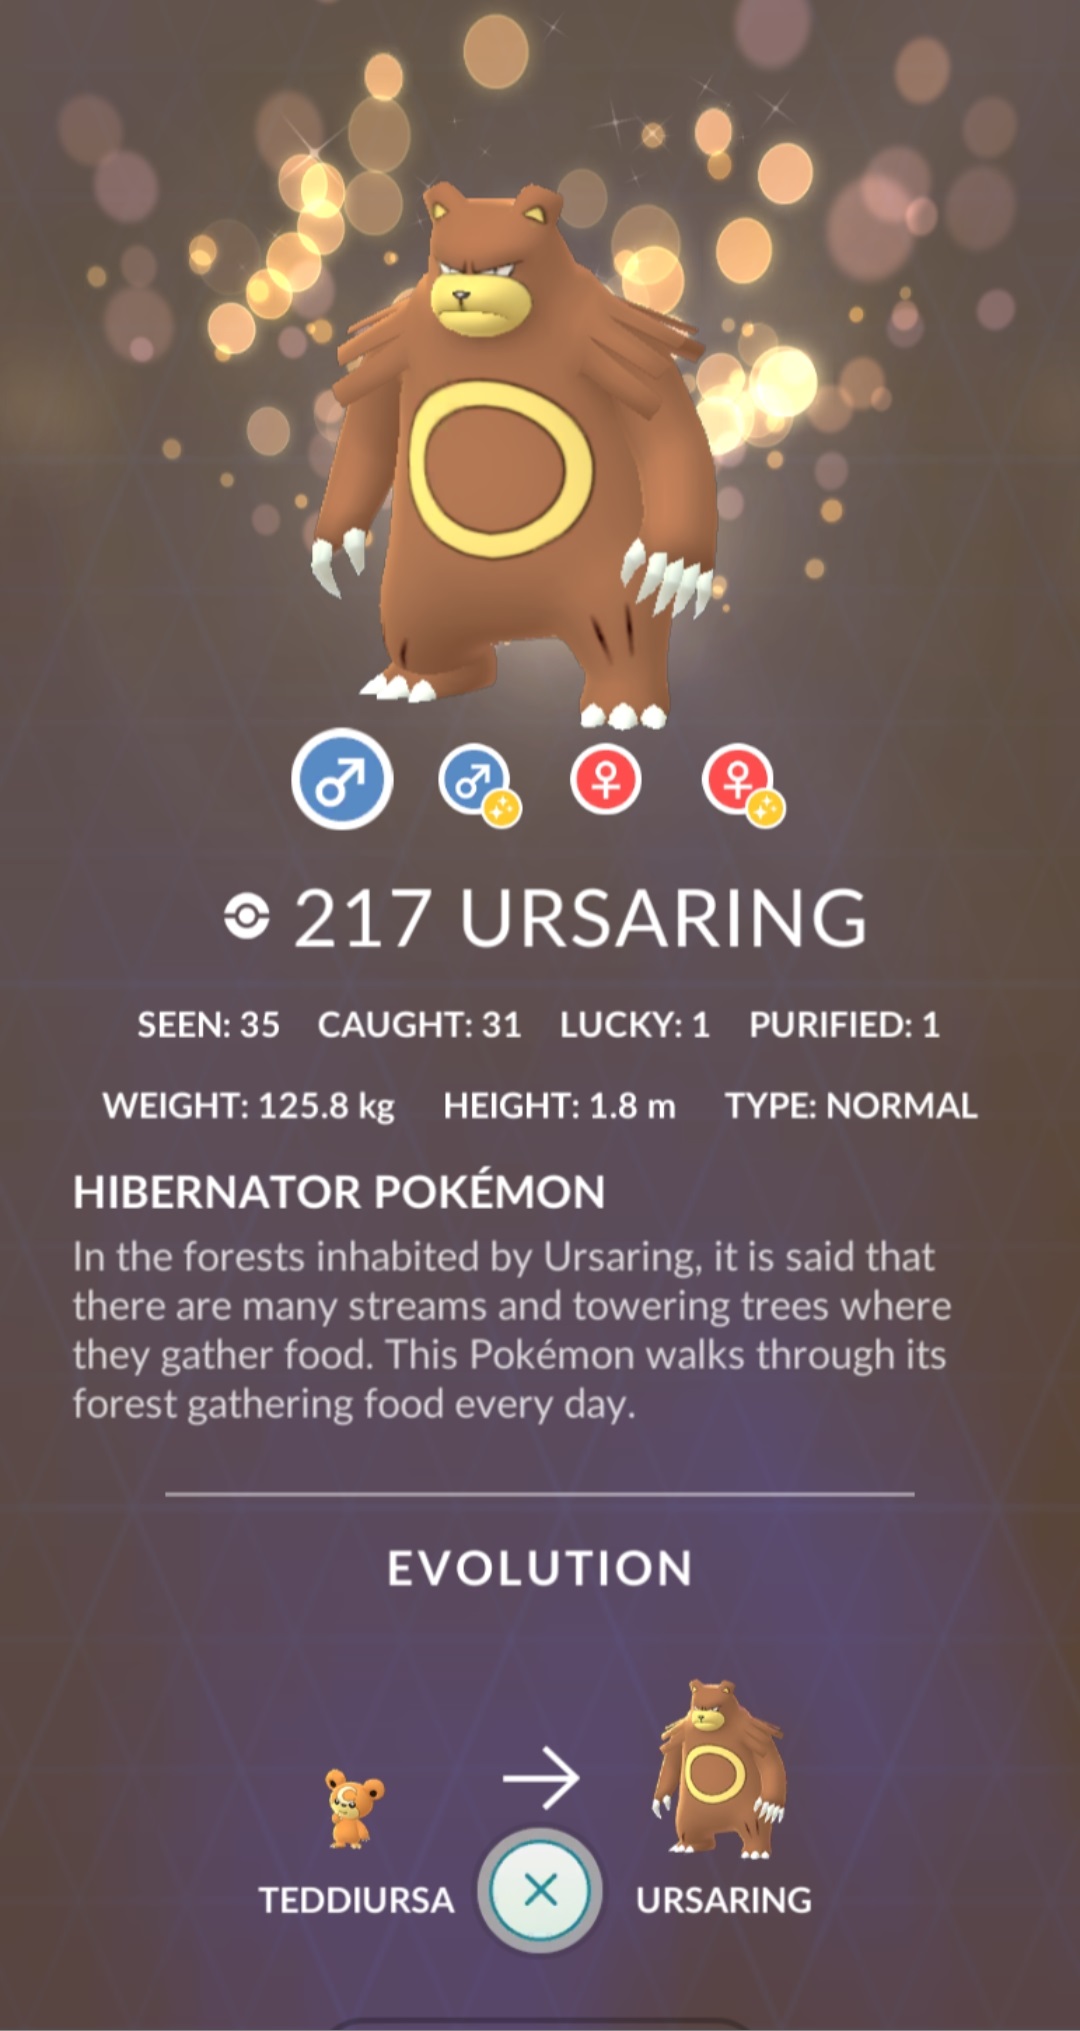 217 URSARING
SEEN: 35 CAUGHT: 31 LUCKY: 1 PURIFIED: 1
WEIGHT: 125.8 kg HEIGHT: 1.8 m TYPE: NORMAL
HIBERNATOR POKÉMON
In the forests inhabited by Ursaring, it is said that
there are many streams and towering trees where
they gather food. This Pokémon walks through its
forest gathering food every day.
EVOLUTION
TEDDIURSA URSARING